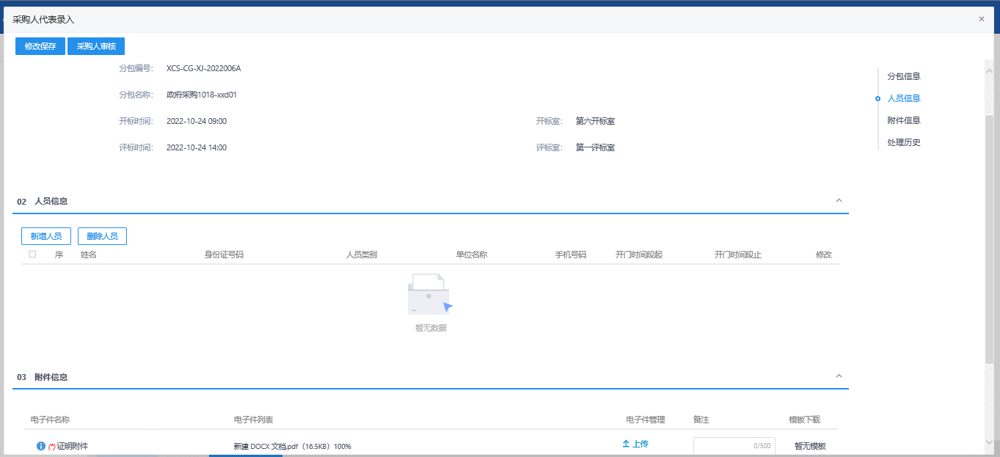 采购人代表录入
修改保存 采购人审核
分包编号: XCS-CG-XJ-2022006A
分包名称: 政府采购1018-xxd01
开标时间: 2022-10-24 09:00 开标室: 第六开标室
评标时间: 2022-10-24 14:00 评标室: 第一评标室
分包信息
人员信息
附件信息
处理历史
02 人员信息
新增人员 删除人员
序 姓名 身份证号码 人员类别 单位名称 手机号码 开门时间段起 开门时间段止 修改
暂无数据
03 附件信息
电子件名称 电子件列表 电子件管理 备注 模板下载
(*)证明附件 新建 DOCX 文档.pdf（16.5KB）100% 上传 0/500 暂无模板